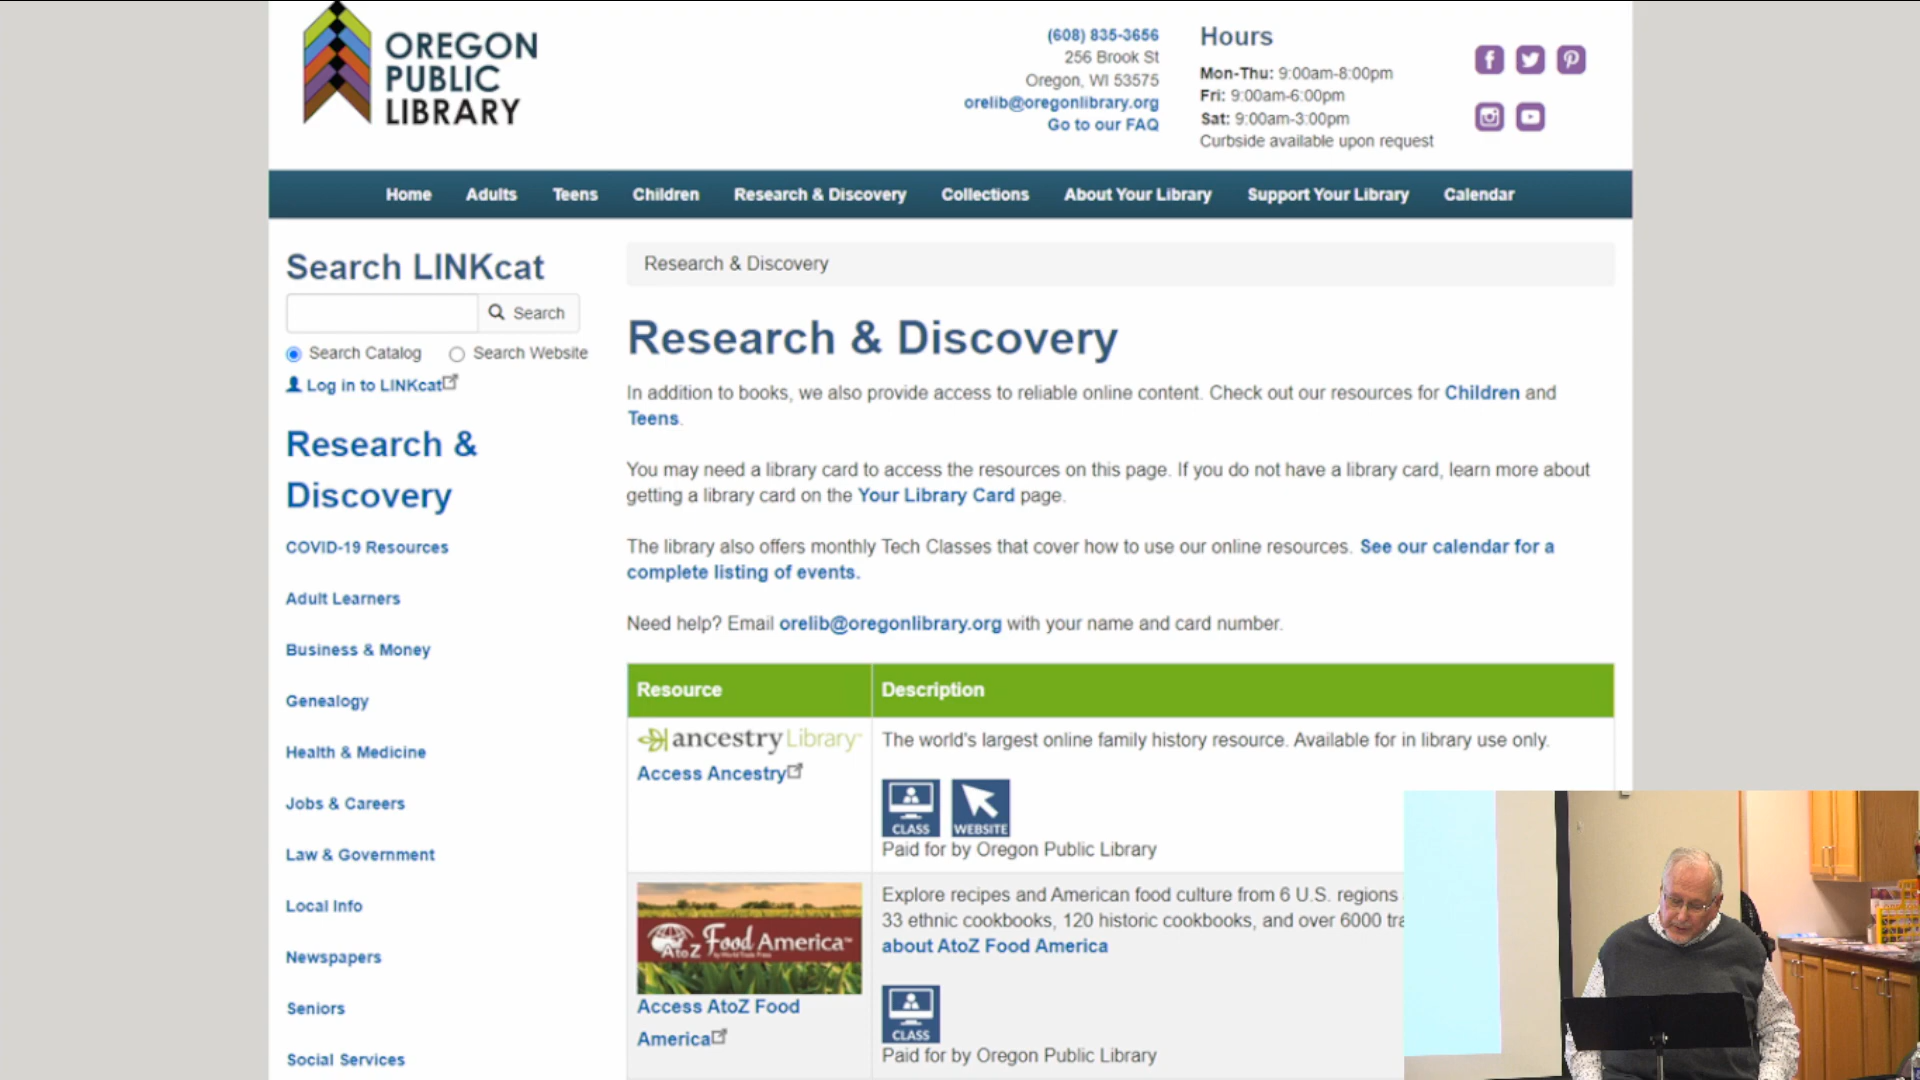 OREGON
PUBLIC
LIBRARY
(608) 835-3656
256 Brook St
Oregon, WI 53575
orelib@oregonlibrary.org
Go to our FAQ
Hours
Mon-Thu: 9:00am-8:00pm
Fri: 9:00am-6:00pm
Sat: 9:00am-3:00pm
Curbside available upon request
Home Adults Teens Children Research & Discovery Collections About Your Library Support Your Library Calendar
Search LINKcat
Search
Search Catalog Search Website
Log in to LINKcat
Research &
Discovery
COVID-19 Resources
Adult Learners
Business & Money
Genealogy
Health & Medicine
Jobs & Careers
Law & Government
Local Info
Newspapers
Seniors
Social Services
Research & Discovery
Research & Discovery
In addition to books, we also provide access to reliable online content. Check out our resources for Children and
Teens.
You may need a library card to access the resources on this page. If you do not have a library card, learn more about
getting a library card on the Your Library Card page.
The library also offers monthly Tech Classes that cover how to use our online resources. See our calendar for a
complete listing of events.
Need help? Email orelib@oregonlibrary.org with your name and card number.
Resource Description
ancestryLibrary
Access Ancestry
The world's largest online family history resource. Available for in library use only.
CLASS WEBSITE
Paid for by Oregon Public Library
AtoZ Food America
by World Trade Press
Access AtoZ Food
America
Explore recipes and American food culture from 6 U.S. regions
33 ethnic cookbooks, 120 historic cookbooks, and over 6000
about AtoZ Food America
CLASS
Paid for by Oregon Public Library